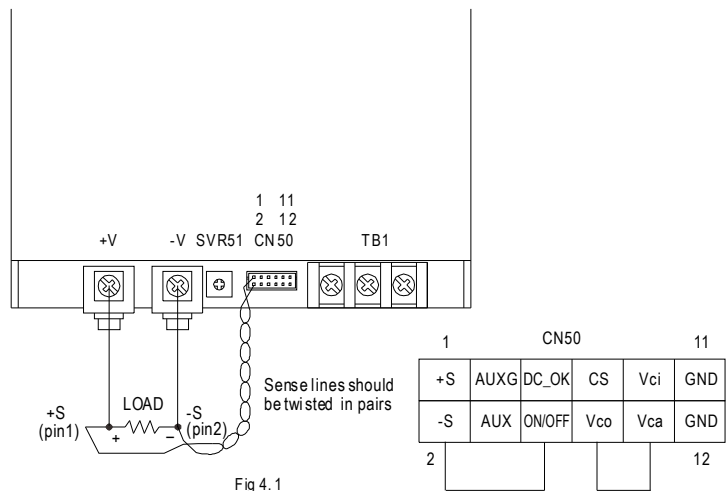 1 11
2 12
+V -V SVR51 CN50 TB1
Sense lines should
be twisted in pairs
+S
(pin1)
LOAD
+ −
-S
(pin2)
Fig 4.1
CN50
1 11
+S AUXG DC_OK CS Vci GND
-S AUX ON/OFF Vco Vca GND
2 12